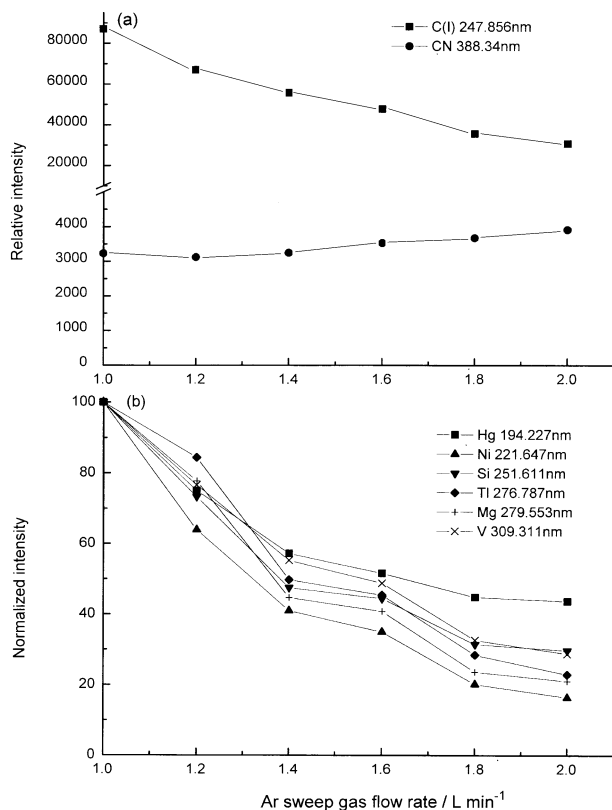 (a)
C(I) 247.856nm
CN 388.34nm
80000
60000
40000
20000
4000
3000
2000
1000
0
Relative intensity
1.0 1.2 1.4 1.6 1.8 2.0
(b)
Hg 194.227nm
Ni 221.647nm
Si 251.611nm
Tl 276.787nm
Mg 279.553nm
V 309.311nm
100
80
60
40
20
0
Normalized intensity
1.0 1.2 1.4 1.6 1.8 2.0
Ar sweep gas flow rate / L min⁻¹